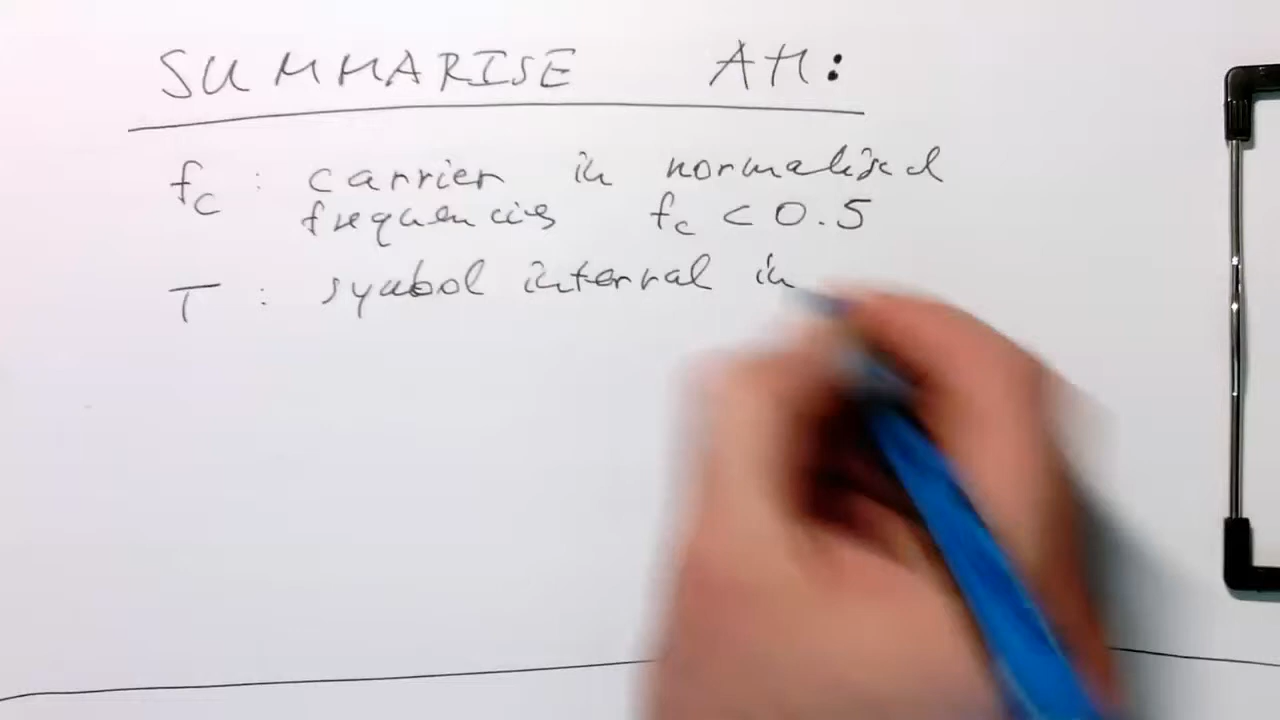 SUMMARISE AM:
fc : carrier in normalised
frequencies fc < 0.5
T : symbol interval in